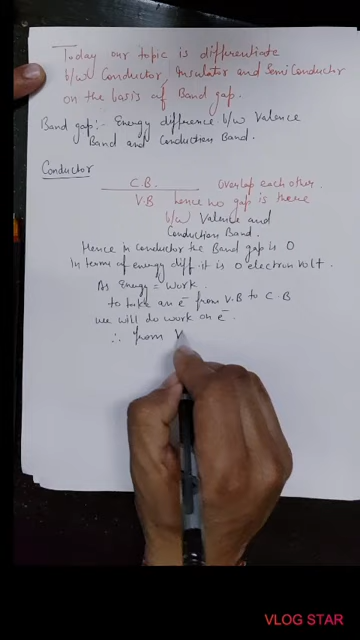 Today our topic is differentiate
b/w Conductor, Insulator and SemiConductor
on the basis of Band gap.
Band gap:- Energy difference b/w Valence
Band and Conduction Band.
Conductor
C.B. Overlap each other.
V.B hence no gap is there
b/w Valence and
Conduction Band.
Hence in conductor the Band gap is 0
In terms of energy diff. it is 0 electron volt.
As Energy = Work.
to take an e⁻ from V.B to C.B
we will do work on e⁻.
∴ from V
VLOG STAR